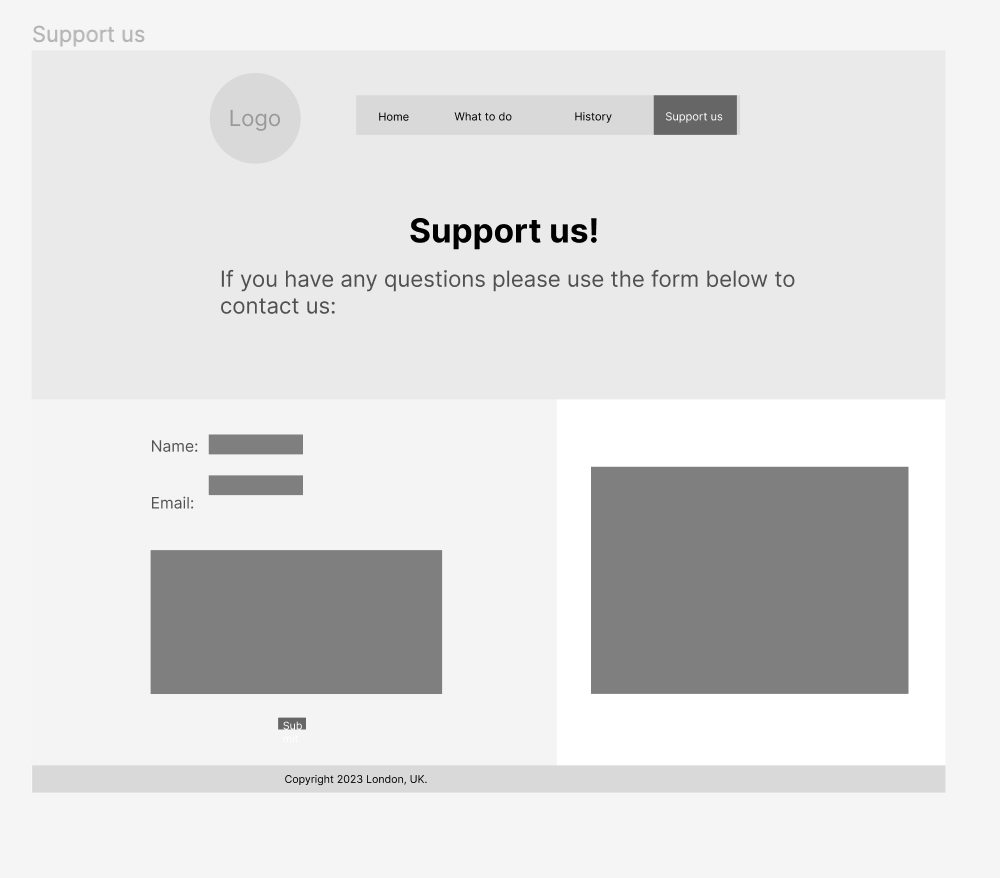 Support us
Logo
Home What to do History Support us
Support us!
If you have any questions please use the form below to
contact us:
Name:
Email:
Sub
mit
Copyright 2023 London, UK.